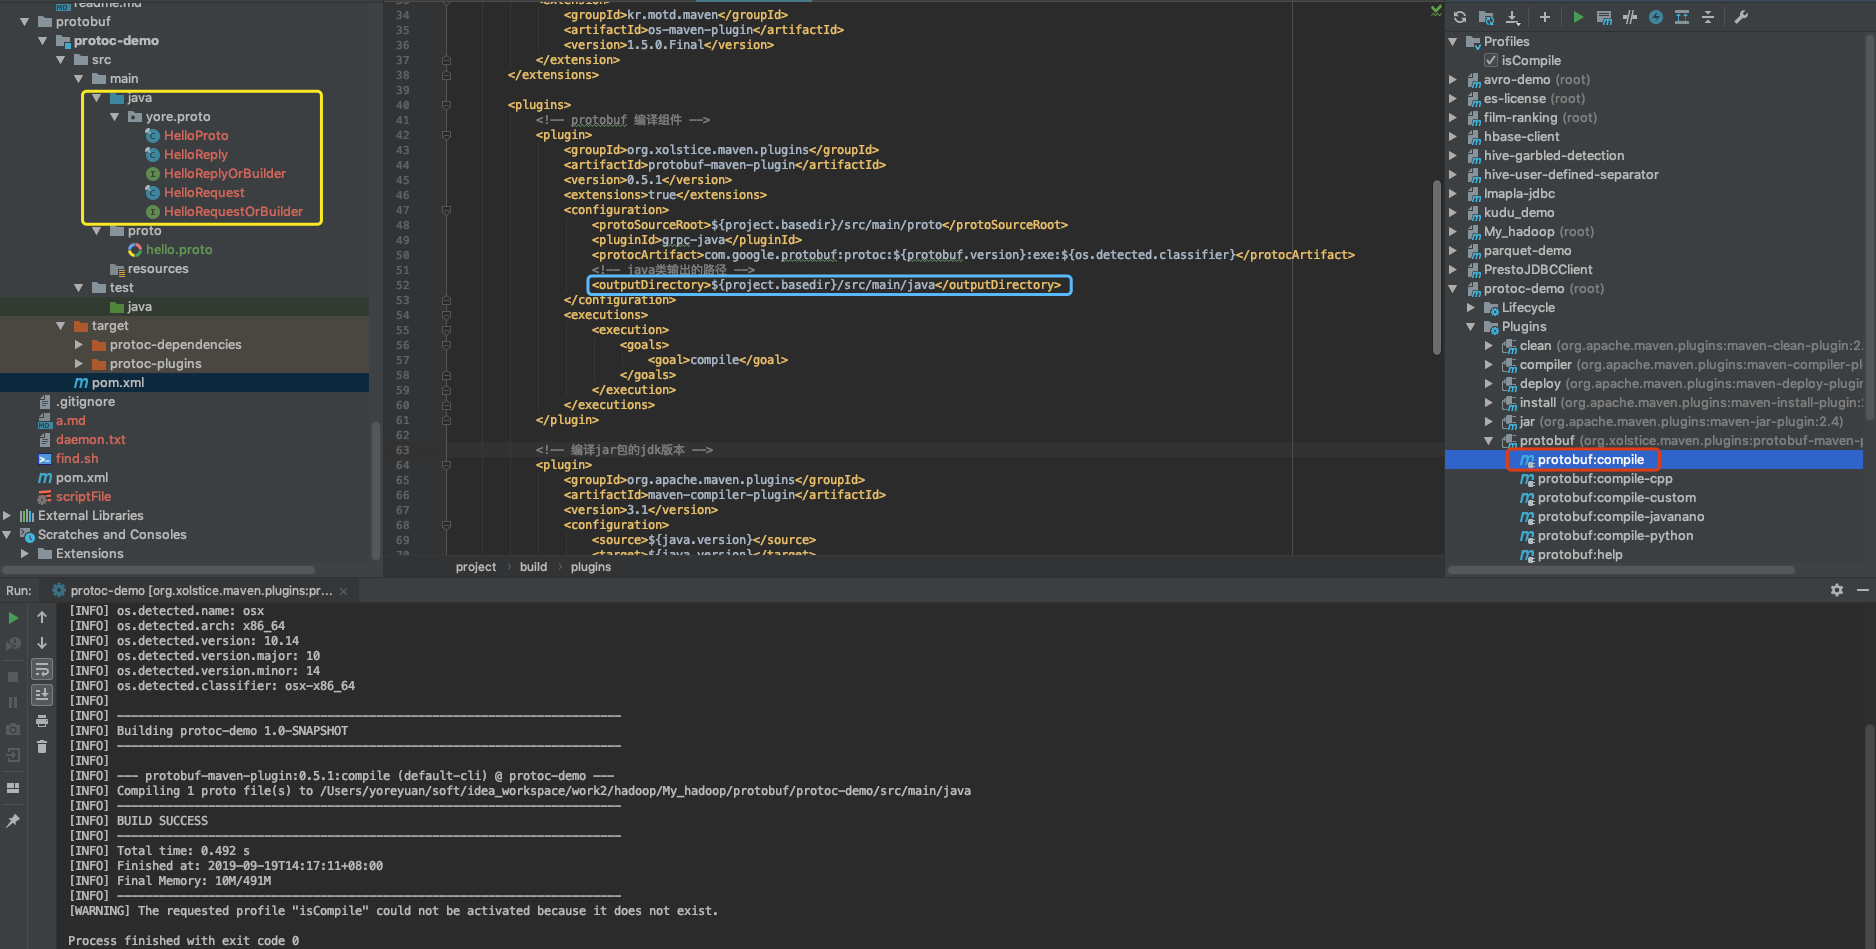 readme.md
protobuf
protoc-demo
src
main
java
yore.proto
HelloProto
HelloReply
HelloReplyOrBuilder
HelloRequest
HelloRequestOrBuilder
proto
hello.proto
resources
test
java
target
protoc-dependencies
protoc-plugins
pom.xml
.gitignore
a.md
daemon.txt
find.sh
pom.xml
scriptFile
External Libraries
Scratches and Consoles
Extensions
33 <extension>
34 <groupId>kr.motd.maven</groupId>
35 <artifactId>os-maven-plugin</artifactId>
36 <version>1.5.0.Final</version>
37 </extension>
38 </extensions>
39
40 <plugins>
41 <!-- protobuf 编译组件 -->
42 <plugin>
43 <groupId>org.xolstice.maven.plugins</groupId>
44 <artifactId>protobuf-maven-plugin</artifactId>
45 <version>0.5.1</version>
46 <extensions>true</extensions>
47 <configuration>
48 <protoSourceRoot>${project.basedir}/src/main/proto</protoSourceRoot>
49 <pluginId>grpc-java</pluginId>
50 <protocArtifact>com.google.protobuf:protoc:${protobuf.version}:exe:${os.detected.classifier}</protocArtifact>
51 <!-- java类输出的路径 -->
52 <outputDirectory>${project.basedir}/src/main/java</outputDirectory>
53 </configuration>
54 <executions>
55 <execution>
56 <goals>
57 <goal>compile</goal>
58 </goals>
59 </execution>
60 </executions>
61 </plugin>
62
63 <!-- 编译jar包的jdk版本 -->
64 <plugin>
65 <groupId>org.apache.maven.plugins</groupId>
66 <artifactId>maven-compiler-plugin</artifactId>
67 <version>3.1</version>
68 <configuration>
69 <source>${java.version}</source>
70 <target>${java.version}</target>
project › build › plugins
Profiles
isCompile
avro-demo (root)
es-license (root)
film-ranking (root)
hbase-client
hive-garbled-detection
hive-user-defined-separator
Imapla-jdbc
kudu_demo
My_hadoop (root)
parquet-demo
PrestoJDBCClient
protoc-demo (root)
Lifecycle
Plugins
clean (org.apache.maven.plugins:maven-clean-plugin:2.
compiler (org.apache.maven.plugins:maven-compiler-pl
deploy (org.apache.maven.plugins:maven-deploy-plugin
install (org.apache.maven.plugins:maven-install-plugin:
jar (org.apache.maven.plugins:maven-jar-plugin:2.4)
protobuf (org.xolstice.maven.plugins:protobuf-maven-p
protobuf:compile
protobuf:compile-cpp
protobuf:compile-custom
protobuf:compile-javanano
protobuf:compile-python
protobuf:help
Run: protoc-demo [org.xolstice.maven.plugins:pr... ×
[INFO] os.detected.name: osx
[INFO] os.detected.arch: x86_64
[INFO] os.detected.version: 10.14
[INFO] os.detected.version.major: 10
[INFO] os.detected.version.minor: 14
[INFO] os.detected.classifier: osx-x86_64
[INFO]
[INFO] ------------------------------------------------------------------------
[INFO] Building protoc-demo 1.0-SNAPSHOT
[INFO] ------------------------------------------------------------------------
[INFO]
[INFO] --- protobuf-maven-plugin:0.5.1:compile (default-cli) @ protoc-demo ---
[INFO] Compiling 1 proto file(s) to /Users/yoreyuan/soft/idea_workspace/work2/hadoop/My_hadoop/protobuf/protoc-demo/src/main/java
[INFO] ------------------------------------------------------------------------
[INFO] BUILD SUCCESS
[INFO] ------------------------------------------------------------------------
[INFO] Total time: 0.492 s
[INFO] Finished at: 2019-09-19T14:17:11+08:00
[INFO] Final Memory: 10M/491M
[INFO] ------------------------------------------------------------------------
[WARNING] The requested profile "isCompile" could not be activated because it does not exist.
Process finished with exit code 0